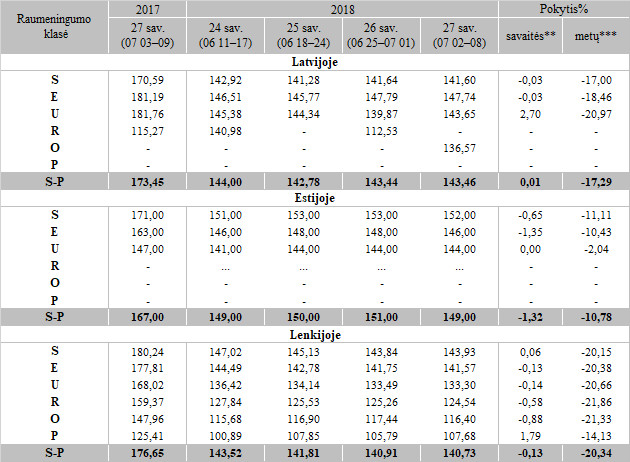 Raumeningumo klasė 2017 2018 Pokytis%
27 sav. (07 03–09) 24 sav. (06 11–17) 25 sav. (06 18–24) 26 sav. (06 25–07 01) 27 sav. (07 02–08) savaitės** metų***
Latvijoje
S 170,59 142,92 141,28 141,64 141,60 -0,03 -17,00
E 181,19 146,51 145,77 147,79 147,74 -0,03 -18,46
U 181,76 145,38 144,34 139,87 143,65 2,70 -20,97
R 115,27 140,98 - 112,53 - - -
O - - - - 136,57 - -
P - - - - - - -
S-P 173,45 144,00 142,78 143,44 143,46 0,01 -17,29
Estijoje
S 171,00 151,00 153,00 153,00 152,00 -0,65 -11,11
E 163,00 146,00 148,00 148,00 146,00 -1,35 -10,43
U 147,00 141,00 144,00 144,00 144,00 0,00 -2,04
R - ... ... ... ... - -
O - - - - - - -
P - - - - - - -
S-P 167,00 149,00 150,00 151,00 149,00 -1,32 -10,78
Lenkijoje
S 180,24 147,02 145,13 143,84 143,93 0,06 -20,15
E 177,81 144,49 142,78 141,75 141,57 -0,13 -20,38
U 168,02 136,42 134,14 133,49 133,30 -0,14 -20,66
R 159,37 127,84 125,53 125,26 124,54 -0,58 -21,86
O 147,96 115,68 116,90 117,44 116,40 -0,88 -21,33
P 125,41 100,89 107,85 105,79 107,68 1,79 -14,13
S-P 176,65 143,52 141,81 140,91 140,73 -0,13 -20,34